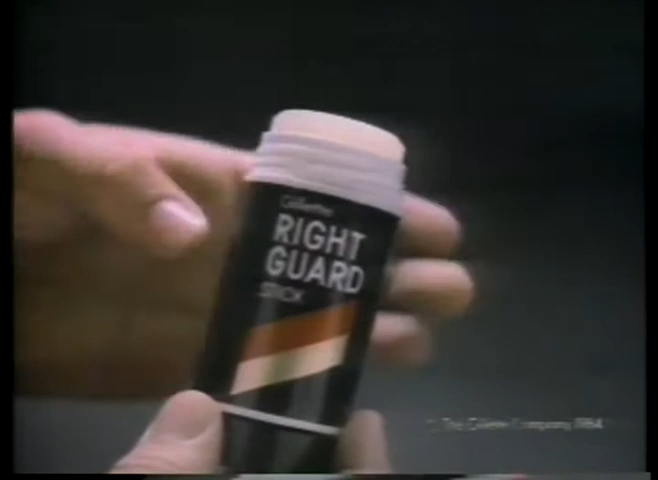 Gillette
RIGHT
GUARD
STICK
© The Gillette Company 1984